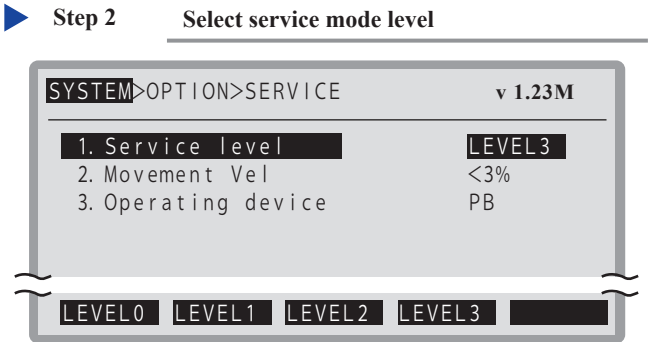 Step 2 Select service mode level
SYSTEM>OPTION>SERVICE v 1.23M
1. Service level LEVEL3
2. Movement Vel <3%
3. Operating device PB
LEVEL0 LEVEL1 LEVEL2 LEVEL3